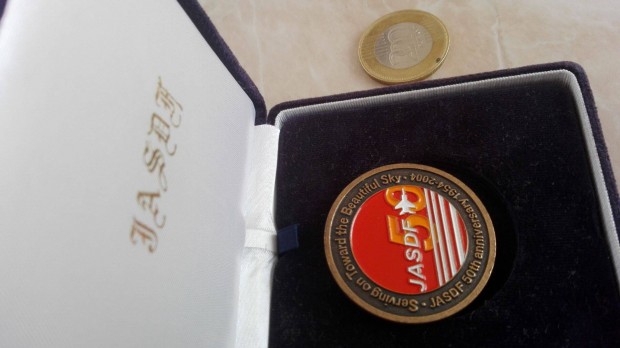 JASDF
Serving on Toward the Beautiful Sky ·
JASDF 50th anniversary 1954-2004 ·
50
JASDF